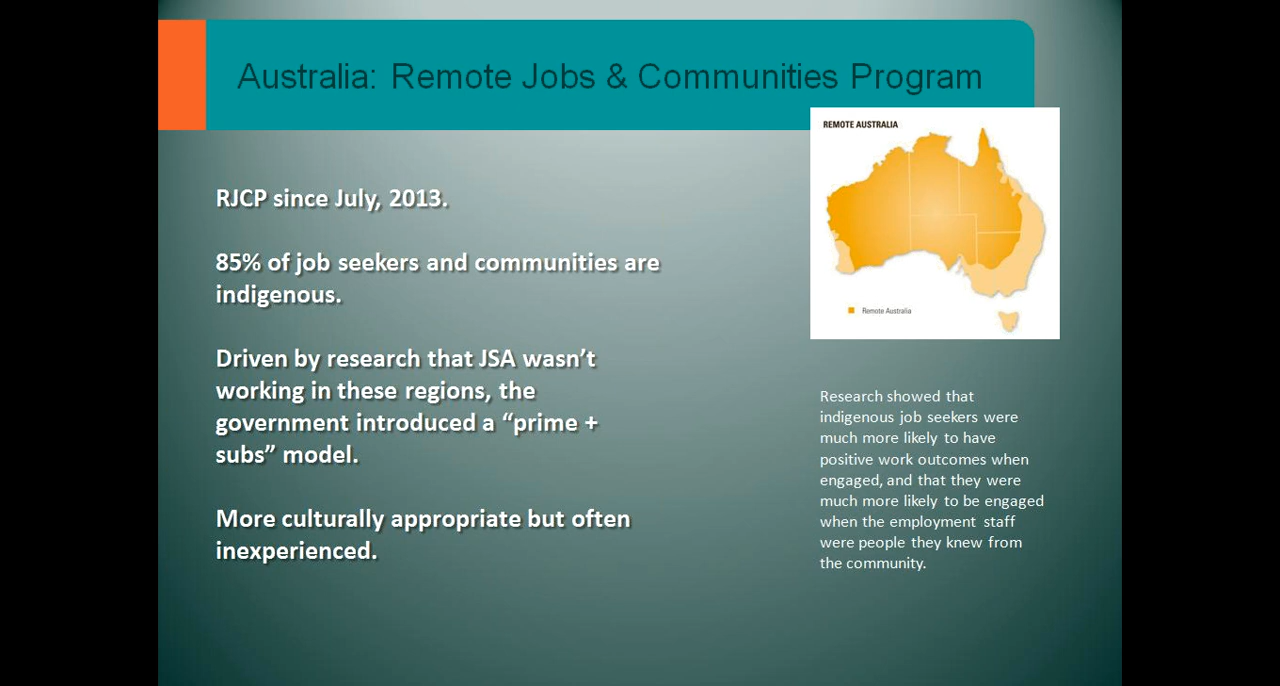 Australia: Remote Jobs & Communities Program
REMOTE AUSTRALIA
RJCP since July, 2013.
85% of job seekers and communities are
indigenous.
Driven by research that JSA wasn’t
working in these regions, the
government introduced a “prime +
subs” model.
More culturally appropriate but often
inexperienced.
Remote Australia
Research showed that
indigenous job seekers were
much more likely to have
positive work outcomes when
engaged, and that they were
much more likely to be engaged
when the employment staff
were people they knew from
the community.